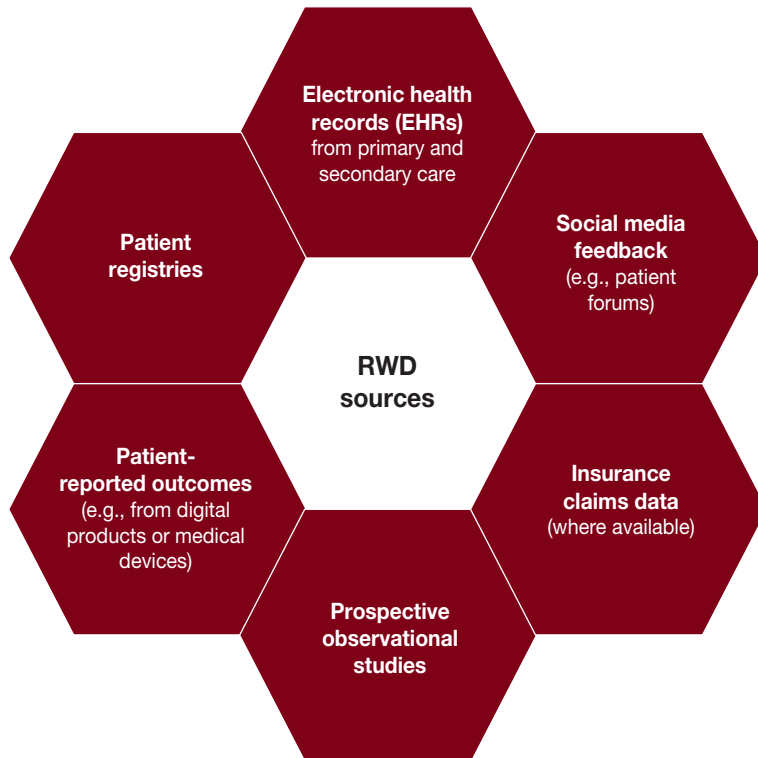 Electronic health
records (EHRs)
from primary and
secondary care
Patient
registries
Social media
feedback
(e.g., patient
forums)
RWD
sources
Patient-
reported outcomes
(e.g., from digital
products or medical
devices)
Insurance
claims data
(where available)
Prospective
observational
studies